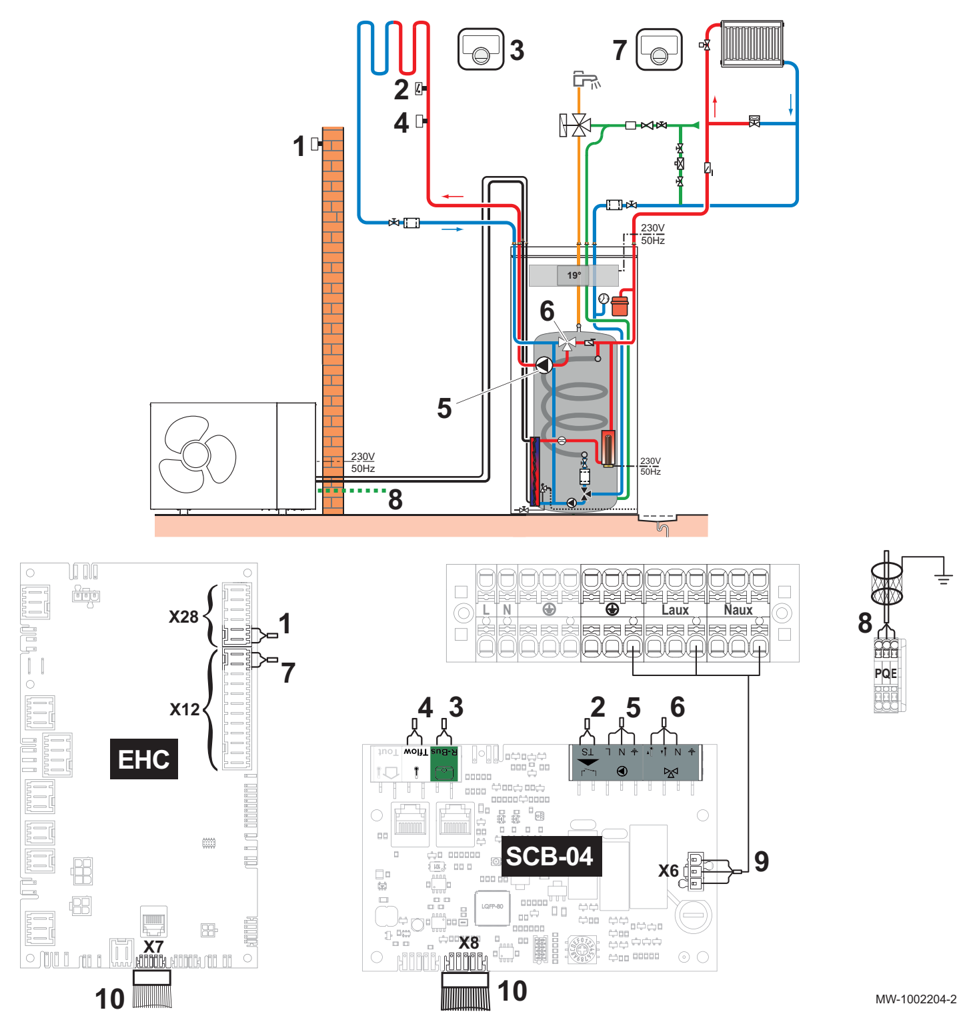 3
7
2
4
1
230V
50Hz
19°
6
5
230V
50Hz
230V
50Hz
8
X28
1
7
X12
EHC
X7
10
L N Laux Naux
8
PQE
4 3 2 5 6
Tout Tflow R-Bus TS L N N
SCB-04
X6
9
LQFP-80
X8
10
MW-1002204-2